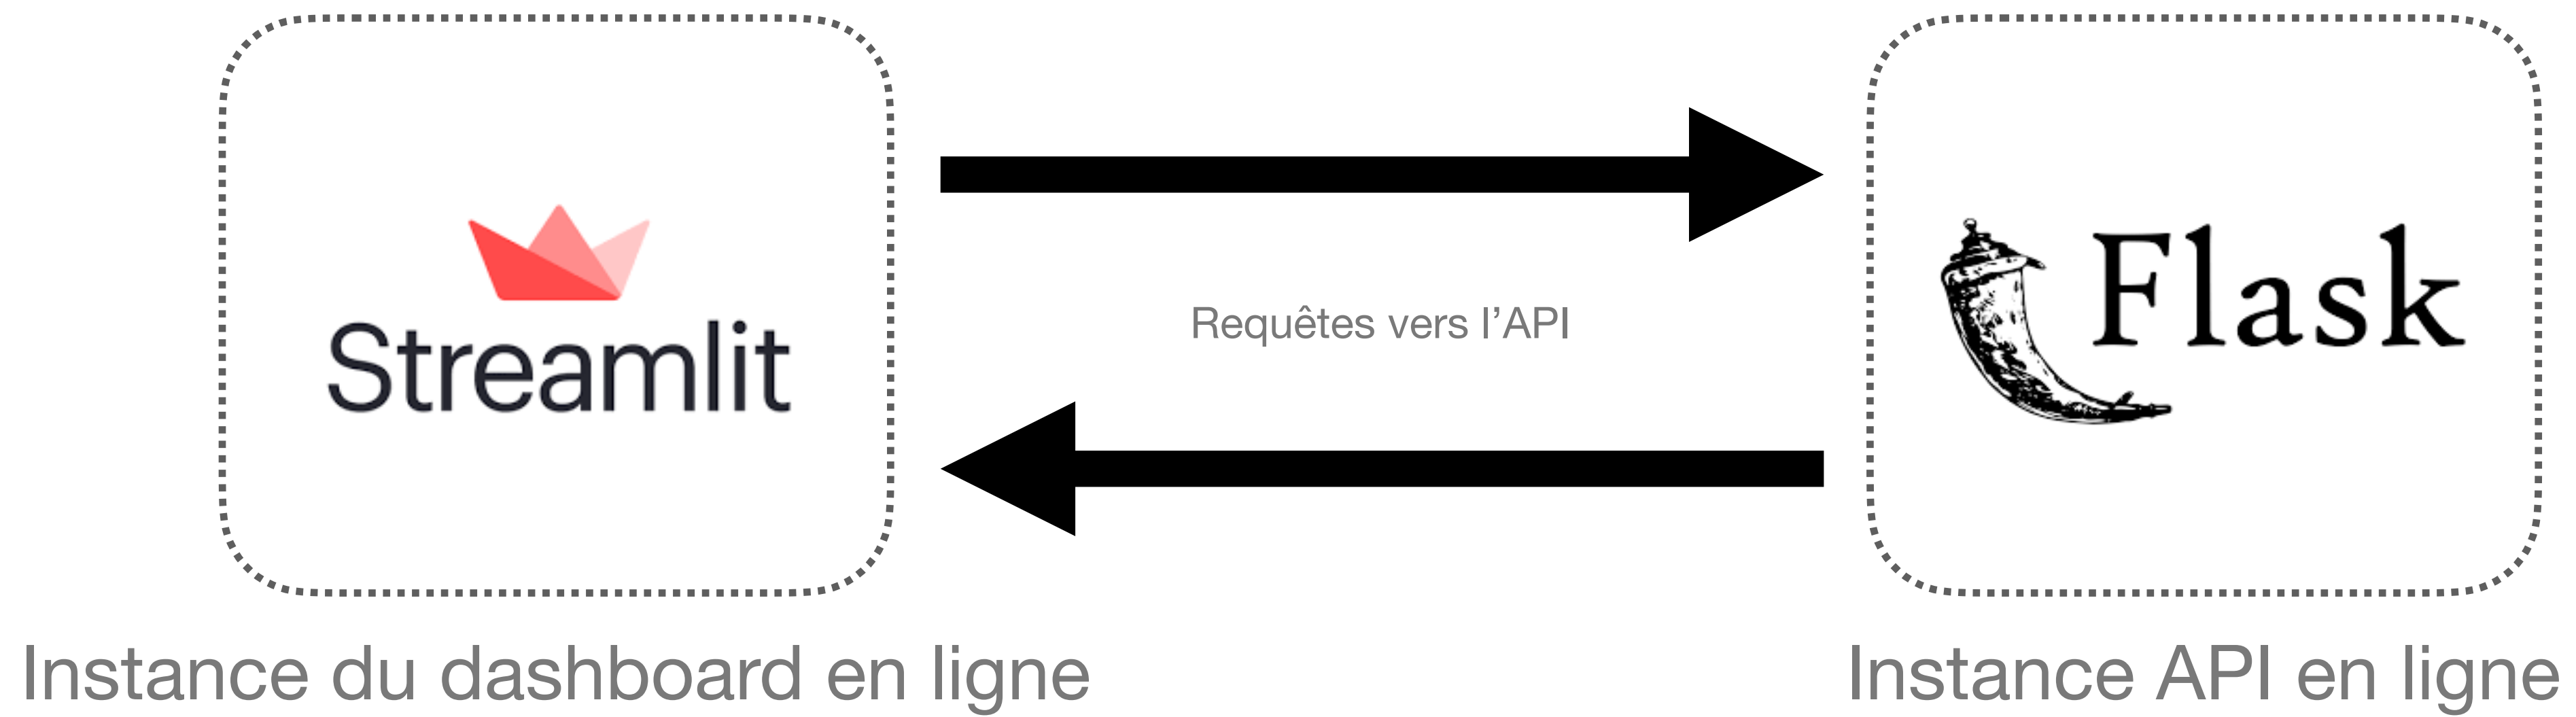 Streamlit
Requêtes vers l’API
Flask
Instance du dashboard en ligne
Instance API en ligne